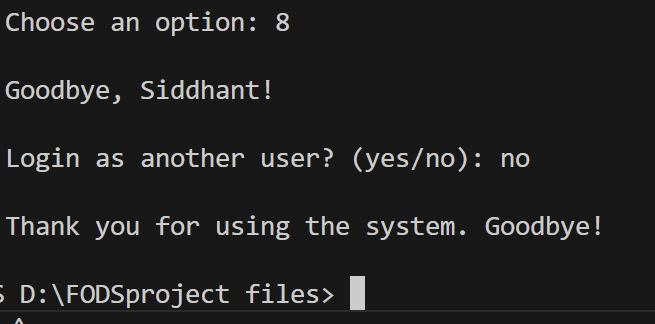 Choose an option: 8
Goodbye, Siddhant!
Login as another user? (yes/no): no
Thank you for using the system. Goodbye!
S D:\FODSproject files>